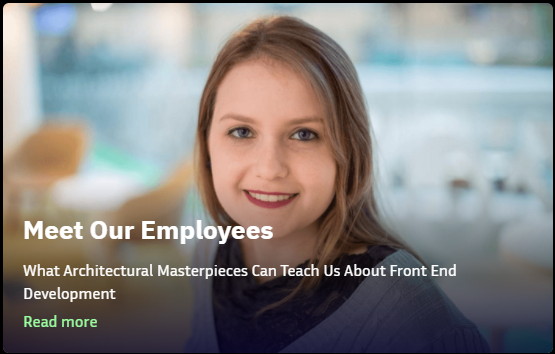 Meet Our Employees
What Architectural Masterpieces Can Teach Us About Front End
Development
Read more